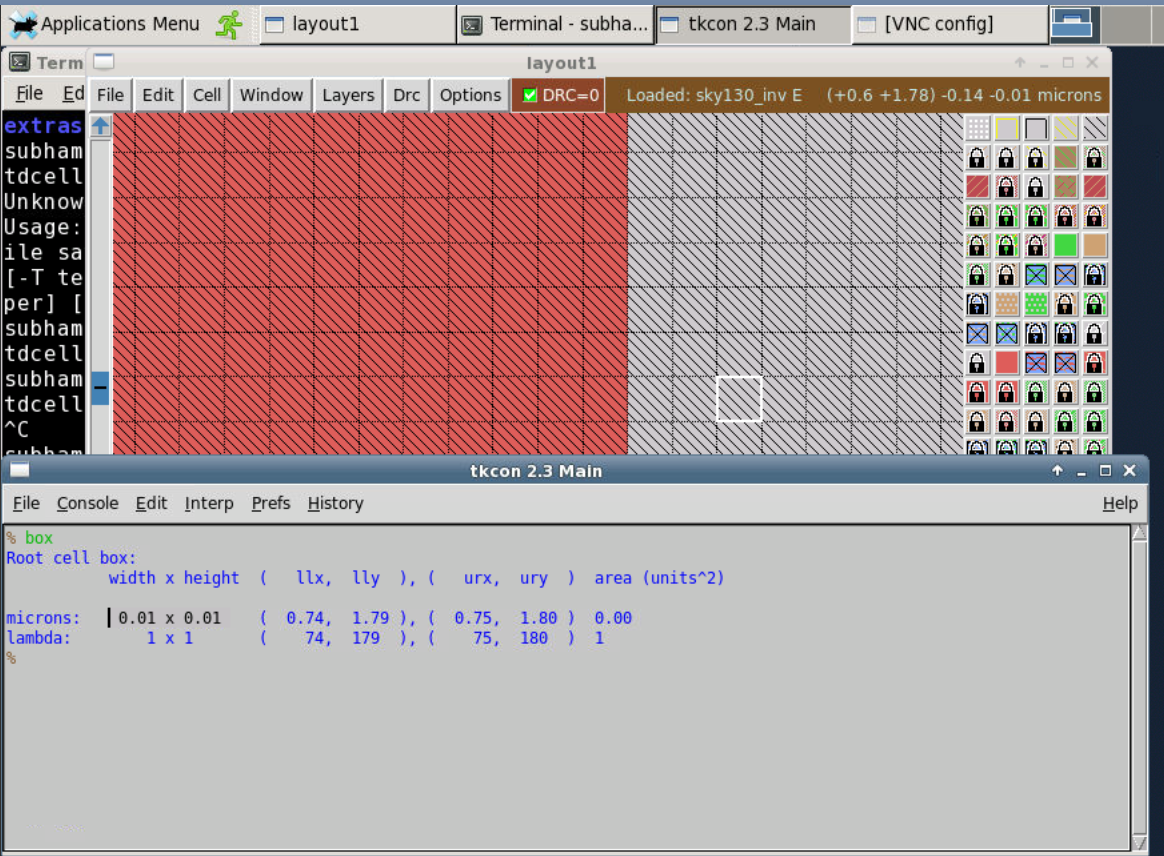 Applications Menu layout1 Terminal - subha... tkcon 2.3 Main [VNC config]
Term layout1
File Ed File Edit Cell Window Layers Drc Options DRC=0 Loaded: sky130_inv E (+0.6 +1.78) -0.14 -0.01 microns
extras
subham
tdcell
Unknow
Usage:
ile sa
[-T te
per] [
subham
tdcell
subham
tdcell
^C
subham
tkcon 2.3 Main
File Console Edit Interp Prefs History Help
% box
Root cell box:
width x height ( llx, lly ), ( urx, ury ) area (units^2)
microns: 0.01 x 0.01 ( 0.74, 1.79 ), ( 0.75, 1.80 ) 0.00
lambda: 1 x 1 ( 74, 179 ), ( 75, 180 ) 1
%